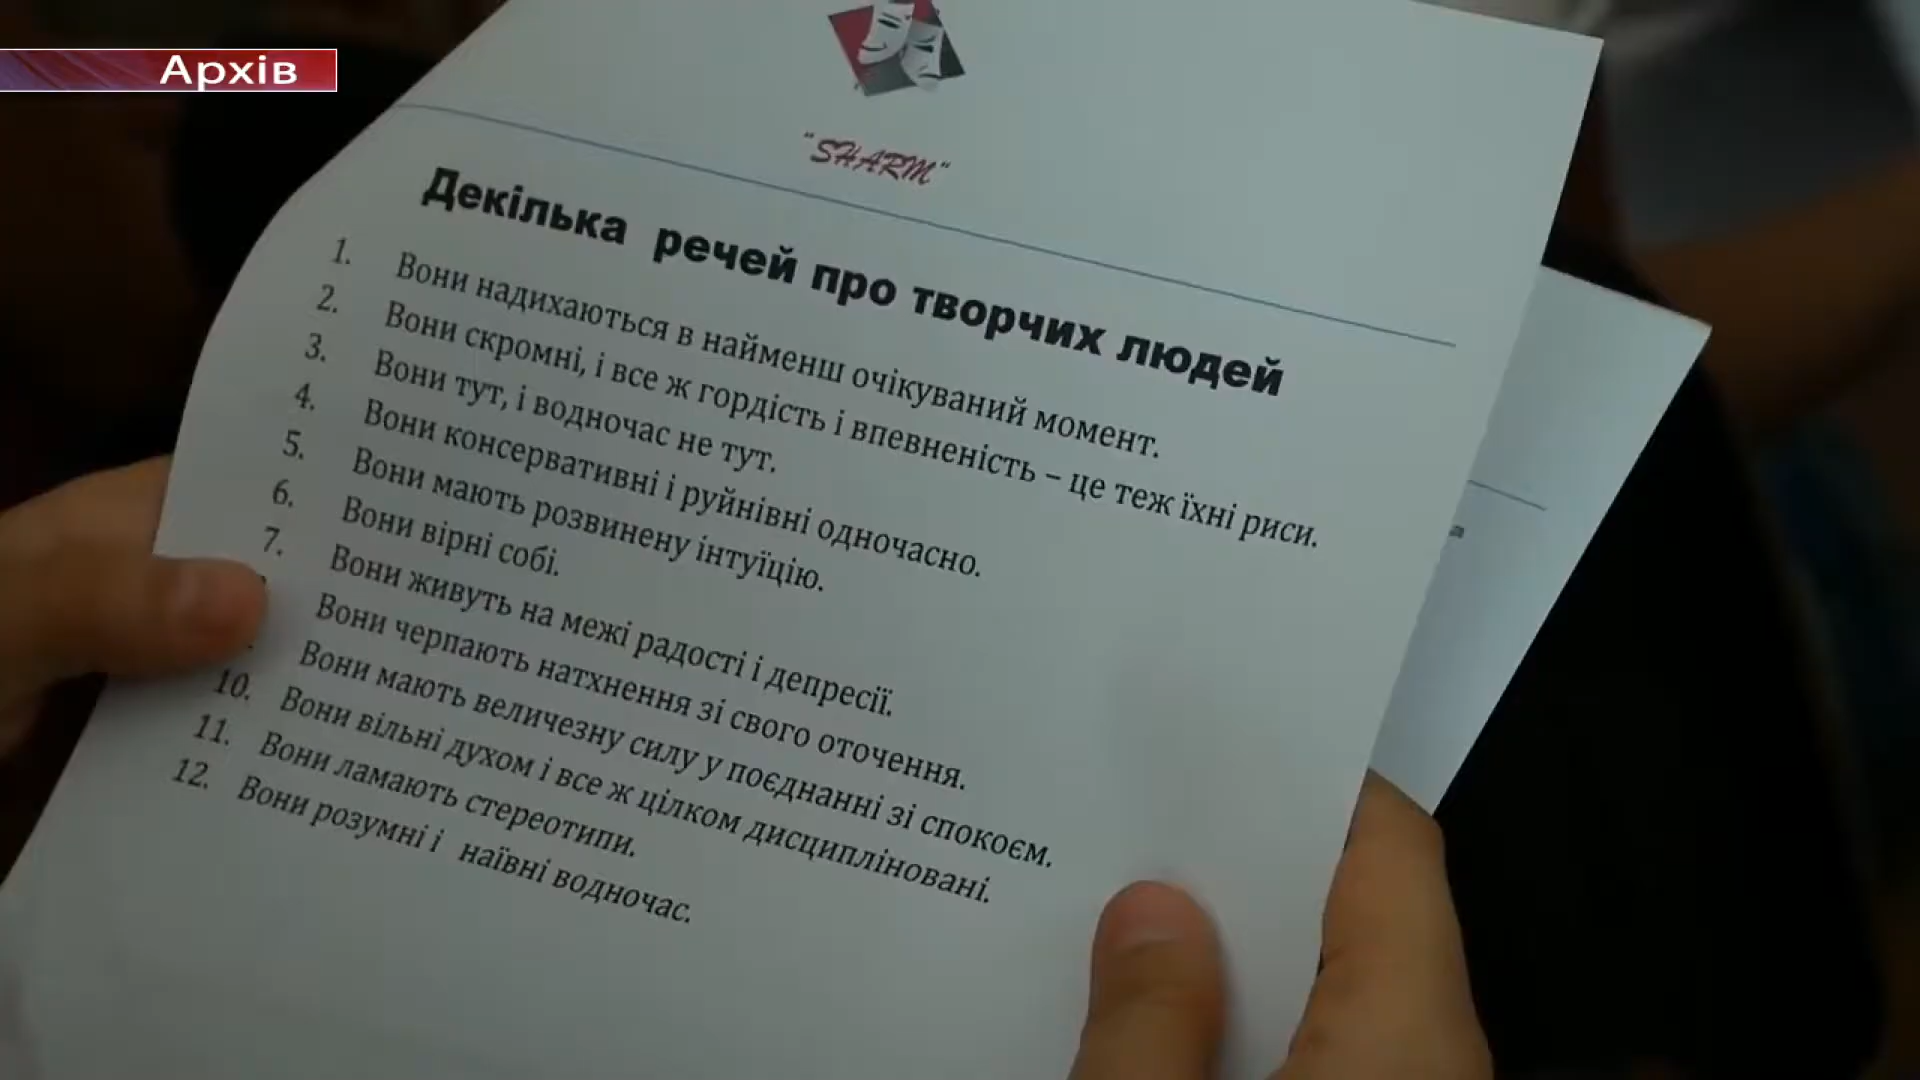 Архів
"SHARM"
Декілька речей про творчих людей
1. Вони надихаються в найменш очікуваний момент.
2. Вони скромні, і все ж гордість і впевненість – це теж їхні риси.
3. Вони тут, і водночас не тут.
4. Вони консервативні і руйнівні одночасно.
5. Вони мають розвинену інтуїцію.
6. Вони вірні собі.
7. Вони живуть на межі радості і депресії.
Вони черпають натхнення зі свого оточення.
Вони мають величезну силу у поєднанні зі спокоєм.
10. Вони вільні духом і все ж цілком дисципліновані.
11. Вони ламають стереотипи.
12. Вони розумні і наївні водночас.